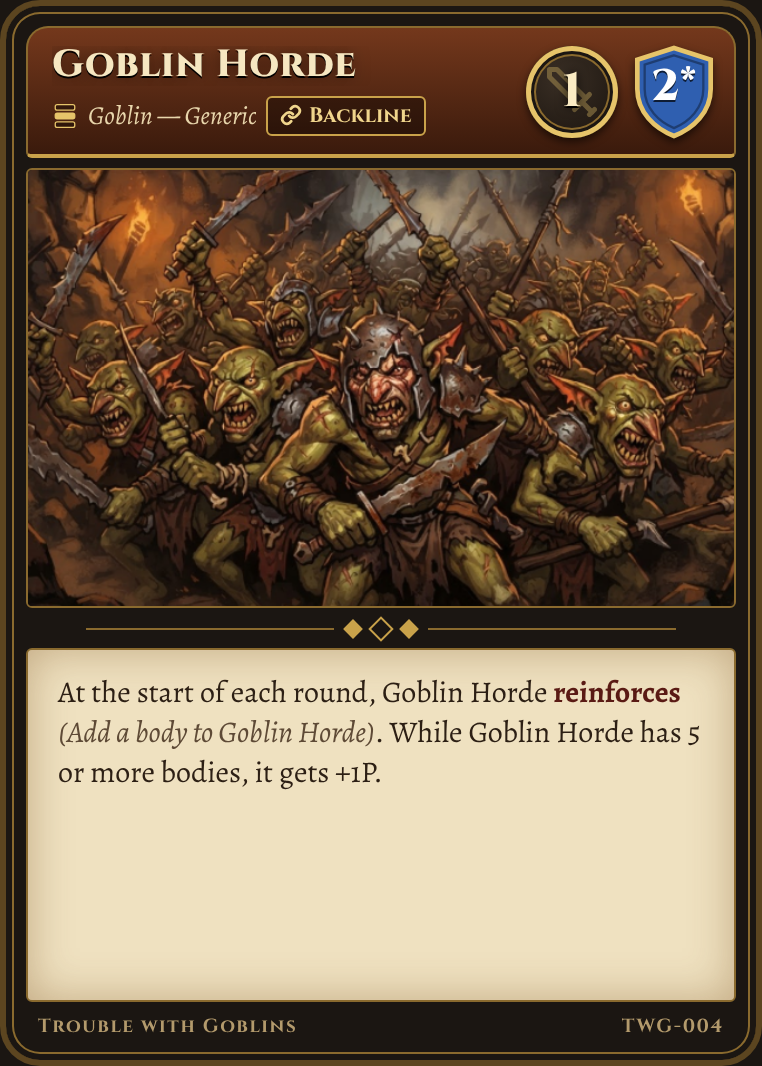 Goblin Horde
Goblin — Generic
Backline
1
2*
At the start of each round, Goblin Horde reinforces
(Add a body to Goblin Horde). While Goblin Horde has 5
or more bodies, it gets +1P.
Trouble with Goblins
TWG-004